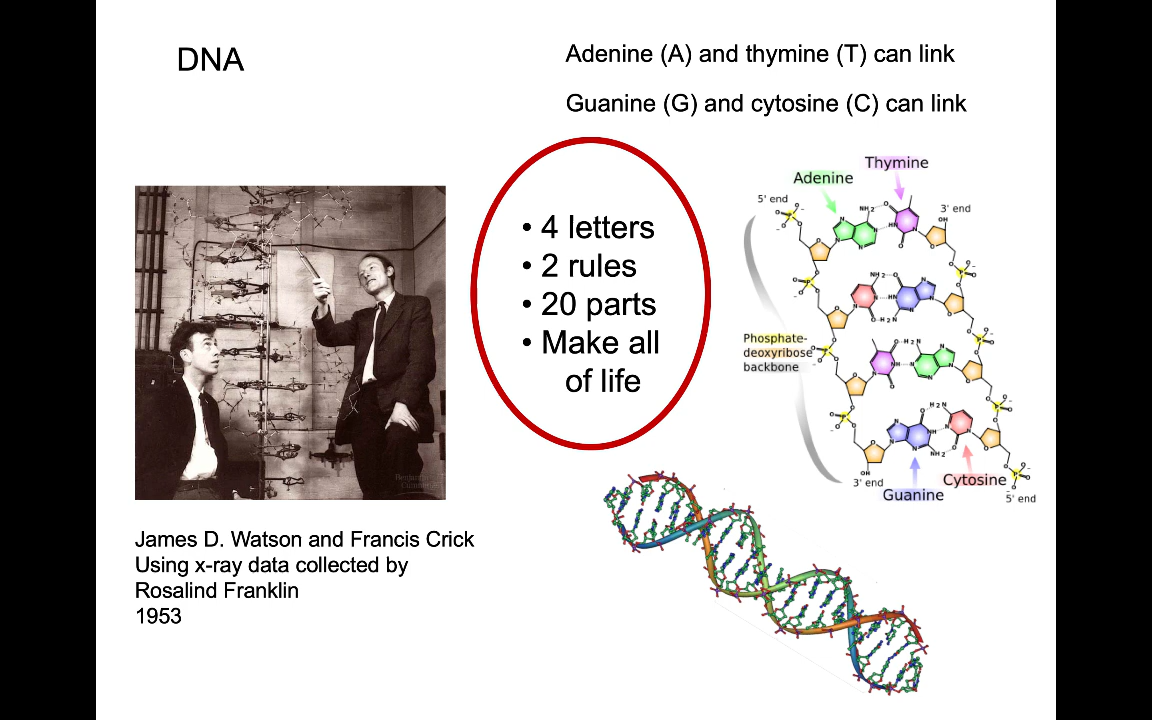 DNA
Adenine (A) and thymine (T) can link
Guanine (G) and cytosine (C) can link
• 4 letters
• 2 rules
• 20 parts
• Make all
of life
James D. Watson and Francis Crick
Using x-ray data collected by
Rosalind Franklin
1953
Thymine
Adenine
5' end
3' end
Phosphate-
deoxyribose
backbone
3' end
Cytosine
Guanine
5' end